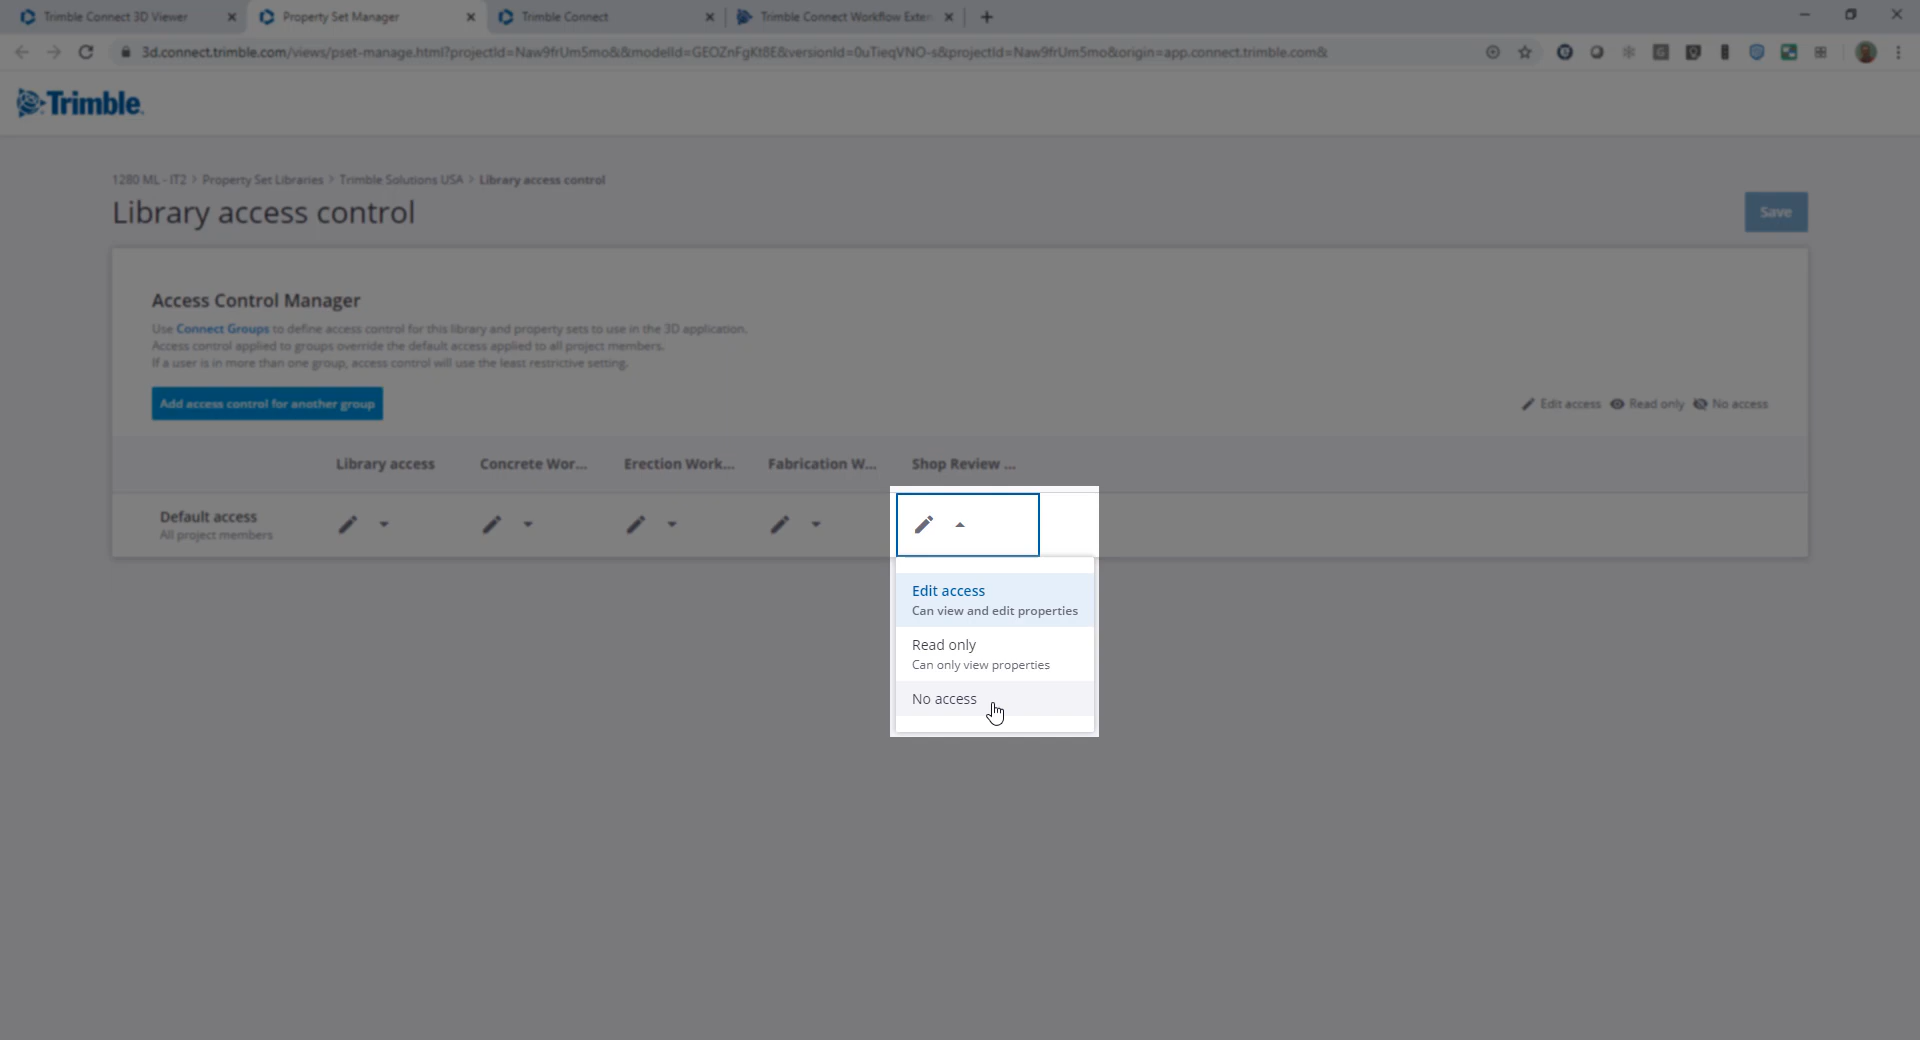 Trimble Connect 3D Viewer
Property Set Manager
Trimble Connect
Trimble Connect Workflow Exten
3d.connect.trimble.com/views/pset-manage.html?projectId=Naw9frUm5mo&&modelId=GEOZnFgKt8E&versionId=0uTieqVNO-s&projectId=Naw9frUm5mo&origin=app.connect.trimble.com&
Trimble
1280 ML - IT2 > Property Set Libraries > Trimble Solutions USA > Library access control
Library access control
Save
Access Control Manager
Use Connect Groups to define access control for this library and property sets to use in the 3D application.
Access control applied to groups override the default access applied to all project members.
If a user is in more than one group, access control will use the least restrictive setting.
Add access control for another group
Edit access Read only No access
Library access Concrete Wor... Erection Work... Fabrication W... Shop Review ...
Default access
All project members
Edit access
Can view and edit properties
Read only
Can only view properties
No access